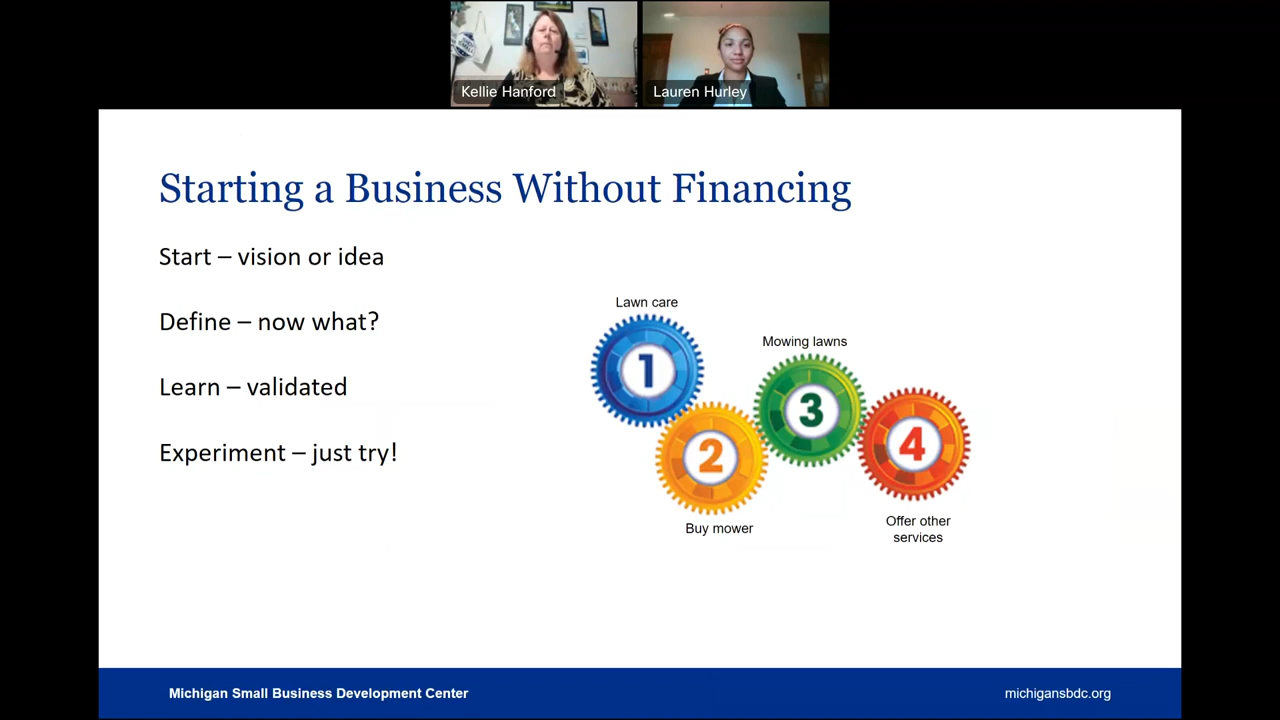 Kellie Hanford
Lauren Hurley
Starting a Business Without Financing
Start – vision or idea
Define – now what?
Learn – validated
Experiment – just try!
Lawn care
1
Buy mower
2
Mowing lawns
3
4
Offer other
services
Michigan Small Business Development Center
michigansbdc.org